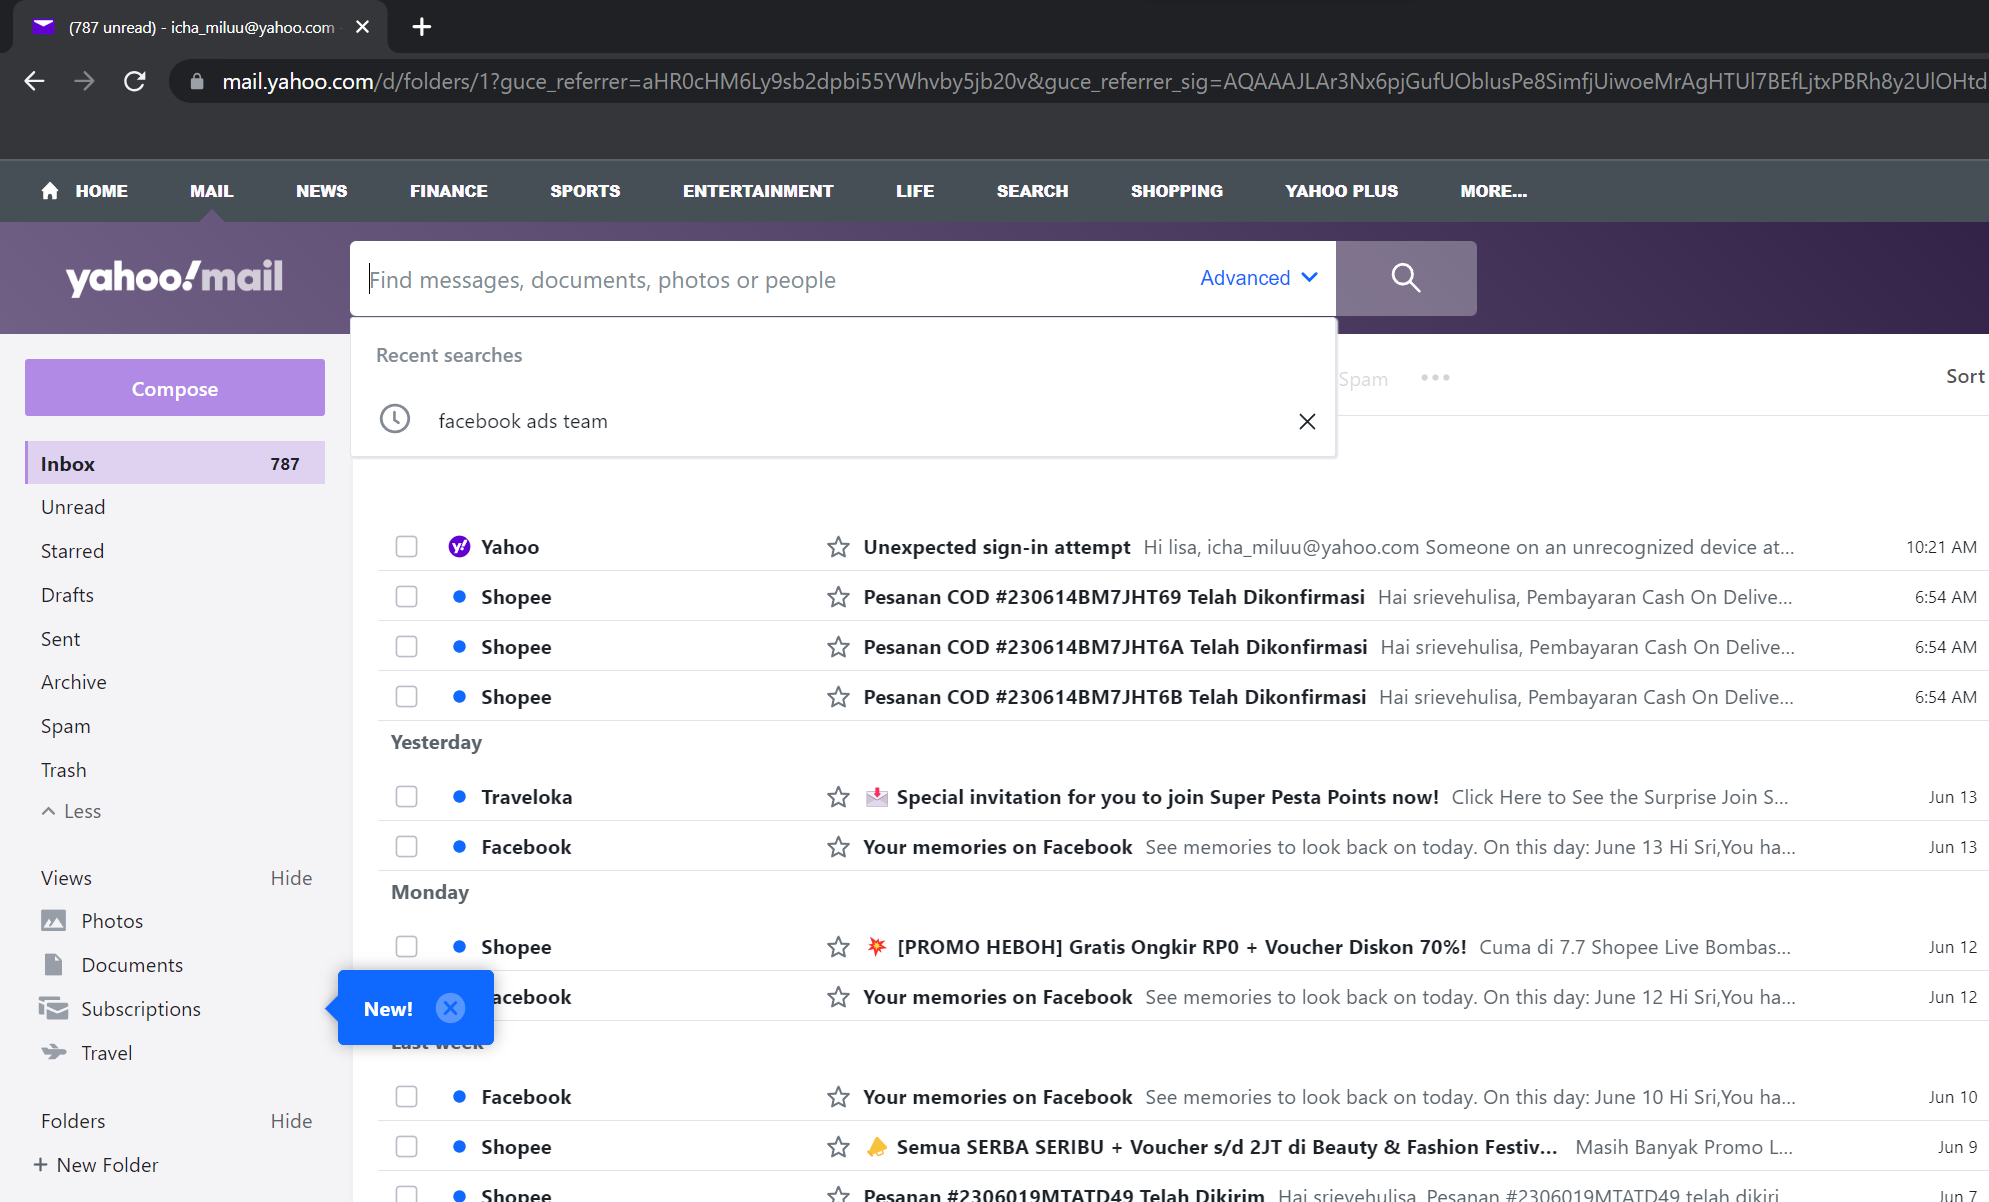 (787 unread) - icha_miluu@yahoo.com
mail.yahoo.com/d/folders/1?guce_referrer=aHR0cHM6Ly9sb2dpbi55YWhvby5jb20v&guce_referrer_sig=AQAAAJLAr3Nx6pjGufUOblusPe8SimfjUiwoeMrAgHTUl7BEfLjtxPBRh8y2UlOHtd
HOME MAIL NEWS FINANCE SPORTS ENTERTAINMENT LIFE SEARCH SHOPPING YAHOO PLUS MORE...
yahoo!mail
Find messages, documents, photos or people Advanced
Recent searches
facebook ads team
Spam ••• Sort
Compose
Inbox 787
Unread
Starred
Drafts
Sent
Archive
Spam
Trash
Less
Views Hide
Photos
Documents
Subscriptions
New!
Travel
Folders Hide
+ New Folder
Yahoo Unexpected sign-in attempt Hi lisa, icha_miluu@yahoo.com Someone on an unrecognized device at... 10:21 AM
Shopee Pesanan COD #230614BM7JHT69 Telah Dikonfirmasi Hai srievehulisa, Pembayaran Cash On Delive... 6:54 AM
Shopee Pesanan COD #230614BM7JHT6A Telah Dikonfirmasi Hai srievehulisa, Pembayaran Cash On Delive... 6:54 AM
Shopee Pesanan COD #230614BM7JHT6B Telah Dikonfirmasi Hai srievehulisa, Pembayaran Cash On Delive... 6:54 AM
Yesterday
Traveloka Special invitation for you to join Super Pesta Points now! Click Here to See the Surprise Join S... Jun 13
Facebook Your memories on Facebook See memories to look back on today. On this day: June 13 Hi Sri,You ha... Jun 13
Monday
Shopee [PROMO HEBOH] Gratis Ongkir RP0 + Voucher Diskon 70%! Cuma di 7.7 Shopee Live Bombas... Jun 12
acebook Your memories on Facebook See memories to look back on today. On this day: June 12 Hi Sri,You ha... Jun 12
Last week
Facebook Your memories on Facebook See memories to look back on today. On this day: June 10 Hi Sri,You ha... Jun 10
Shopee Semua SERBA SERIBU + Voucher s/d 2JT di Beauty & Fashion Festiv... Masih Banyak Promo L... Jun 9
Shopee Pesanan #2306019MTATD49 Telah Dikirim Hai srievehulisa, Pesanan #2306019MTATD49 telah dikiri Jun 7